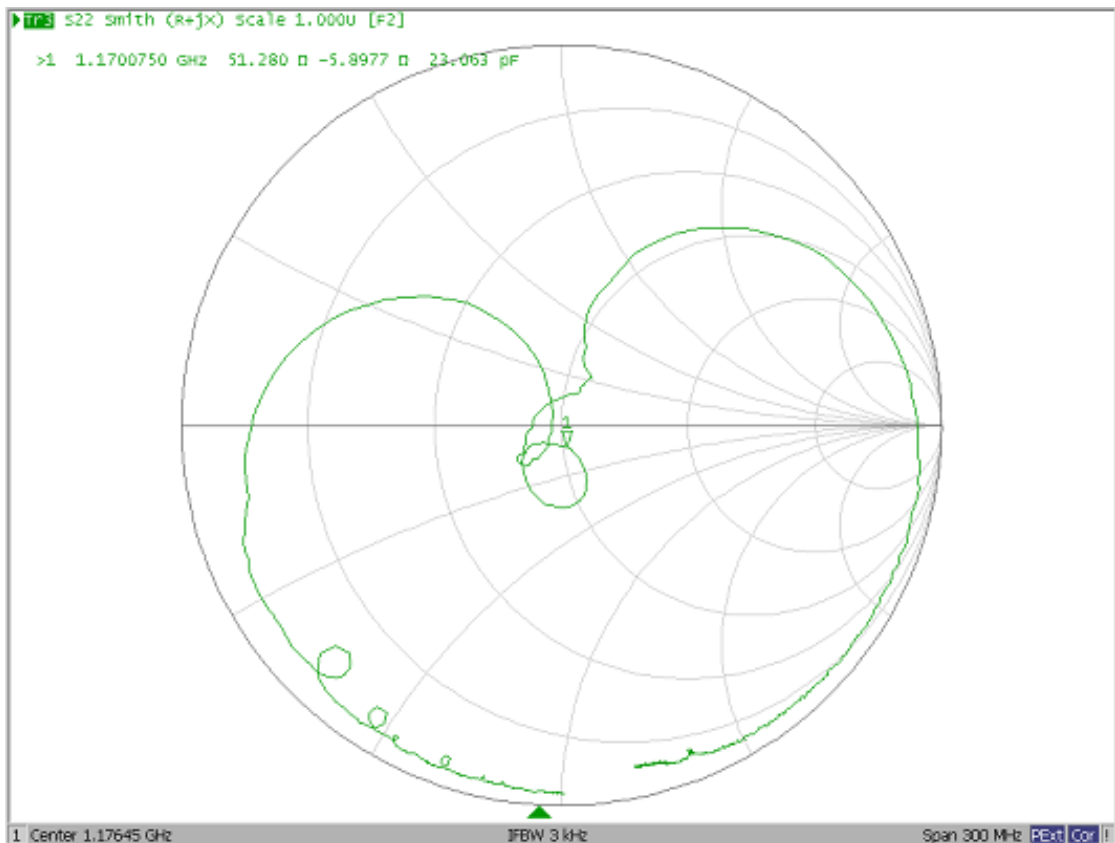 Tr3 S22 Smith (R+jX) Scale 1.000U [F2]
>1 1.1700750 GHz 51.280 Ω -5.8977 Ω 23.063 pF
1
1 Center 1.17645 GHz IFBW 3 kHz Span 300 MHz PExt Cor !